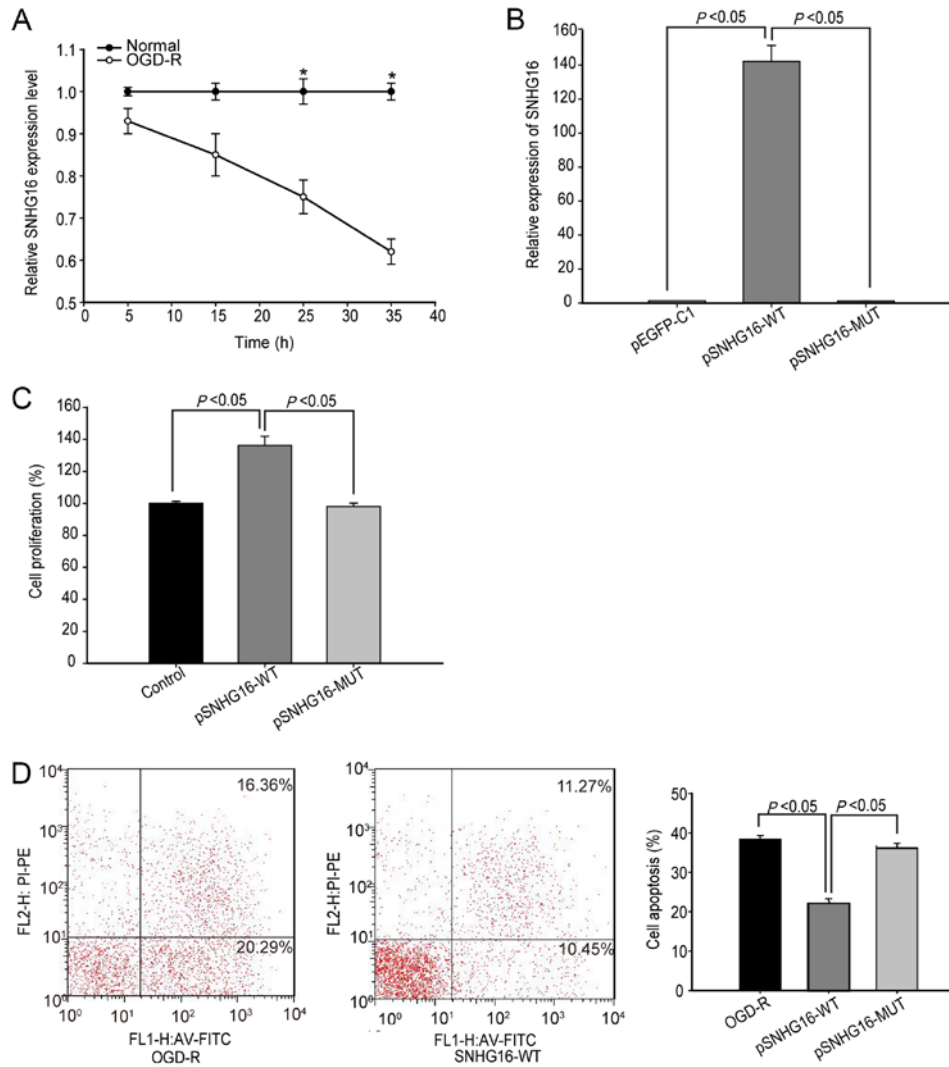 A
Normal
OGD-R
1.1
1.0
0.9
0.8
0.7
0.6
0.5
* *
0 5 10 15 20 25 30 35 40
Time (h)
Relative SNHG16 expression level
B
P <0.05 P <0.05
140
120
100
80
60
40
160
0
Relative expression of SNHG16
pEGFP-C1
pSNHG16-WT
pSNHG16-MUT
C
160
140
120
100
80
60
40
20
0
P <0.05 P <0.05
Cell proliferation (%)
Control
pSNHG16-WT
pSNHG16-MUT
D
10⁴
10³
10²
10¹
10⁰
16.36%
20.29%
10⁰ 10¹ 10² 10³ 10⁴
FL2-H: PI-PE
FL1-H:AV-FITC
OGD-R
10⁴
10³
10²
10¹
10⁰
11.27%
10.45%
10⁰ 10¹ 10² 10³ 10⁴
FL2-H:PI-PE
FL1-H:AV-FITC
SNHG16-WT
50
40
30
20
10
0
P <0.05 P <0.05
Cell apoptosis (%)
OGD-R
pSNHG16-WT
pSNHG16-MUT